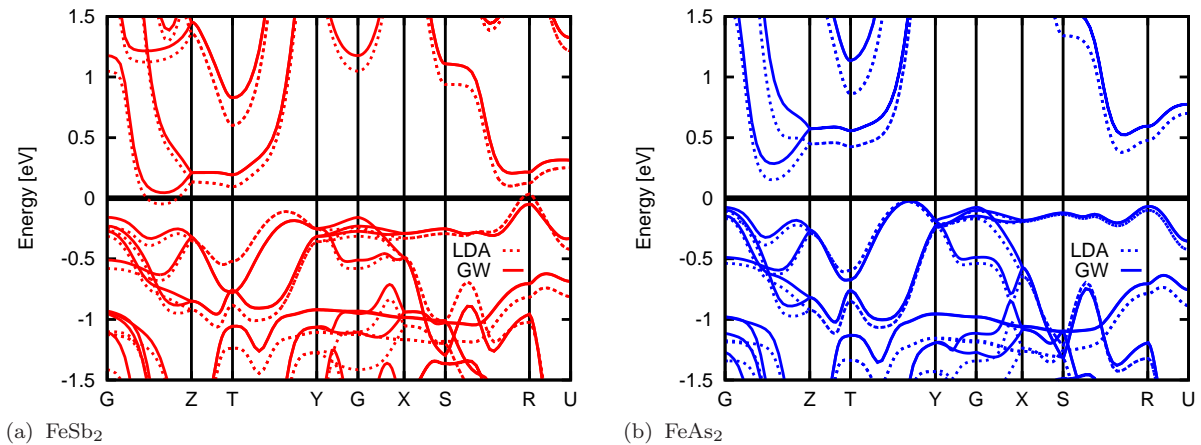 1.5
1
0.5
0
-0.5
-1
-1.5
Energy [eV]
LDA
GW
G Z T Y G X S R U
(a) FeSb₂
1.5
1
0.5
0
-0.5
-1
-1.5
Energy [eV]
LDA
GW
G Z T Y G X S R U
(b) FeAs₂